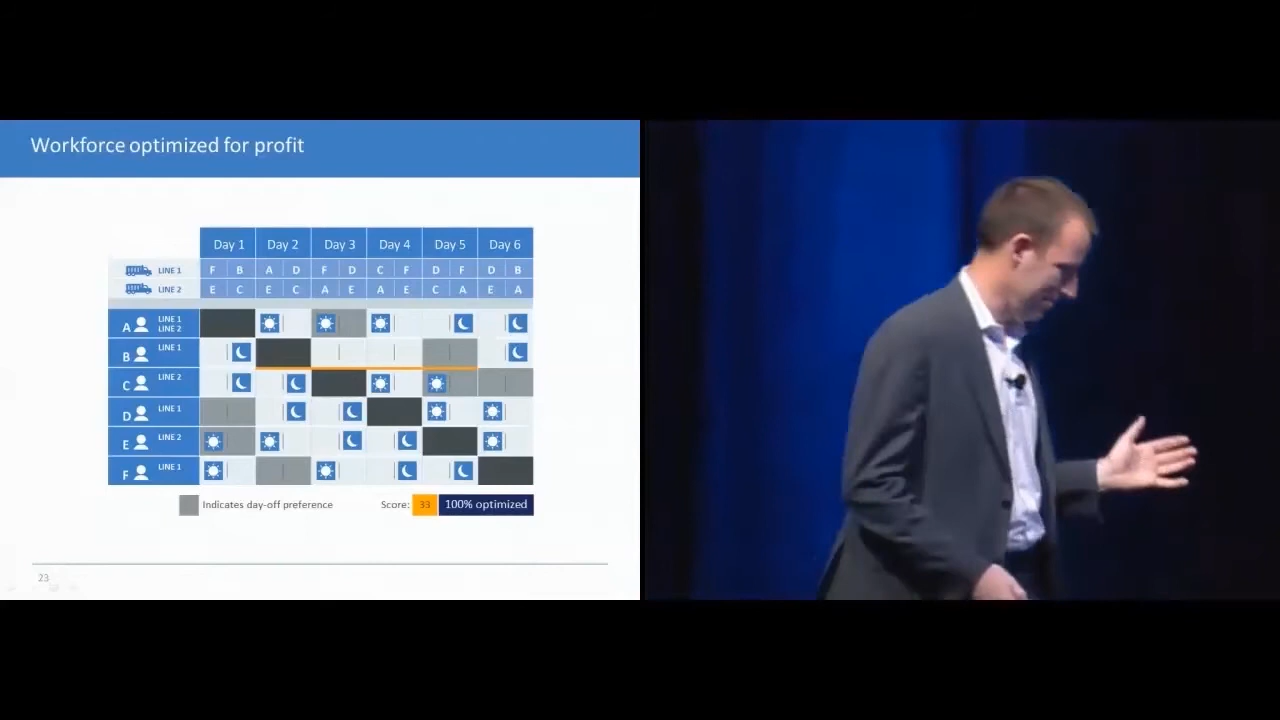 Workforce optimized for profit
Day 1 Day 2 Day 3 Day 4 Day 5 Day 6
LINE 1 F B A D F D C F D F D B
LINE 2 E C E C A E A E C A E A
A LINE 1
LINE 2
B LINE 1
C LINE 2
D LINE 1
E LINE 2
F LINE 1
Indicates day-off preference Score: 33 100% optimized
23